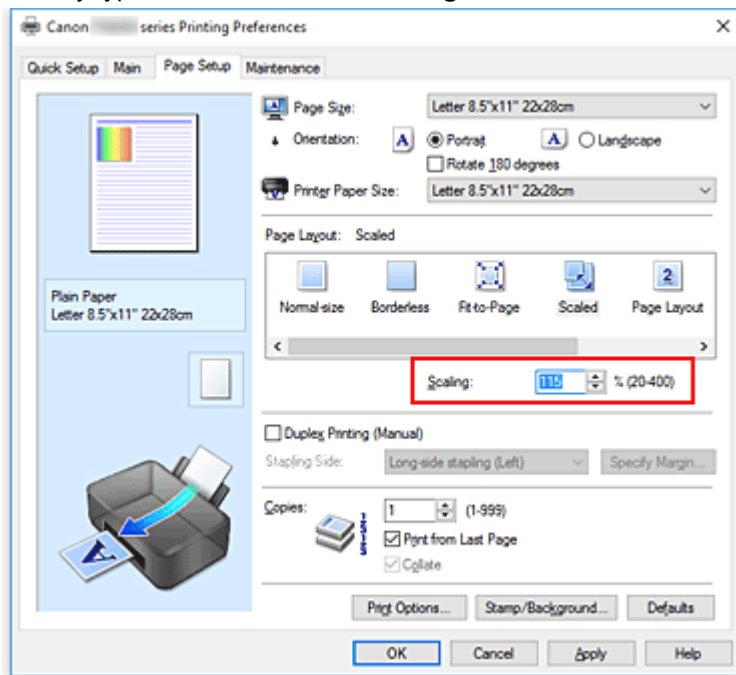 Canon series Printing Preferences
Quick Setup Main Page Setup Maintenance
Page Size: Letter 8.5"x11" 22x28cm
Orientation: A Portrait A Landscape
Rotate 180 degrees
Printer Paper Size: Letter 8.5"x11" 22x28cm
Page Layout: Scaled
Normal-size Borderless Fit-to-Page Scaled 2 Page Layout
Plain Paper
Letter 8.5"x11" 22x28cm
Scaling: 115 % (20-400)
Duplex Printing (Manual)
Stapling Side: Long-side stapling (Left) Specify Margin...
Copies: 1 (1-999)
Print from Last Page
Collate
Print Options... Stamp/Background... Defaults
OK Cancel Apply Help